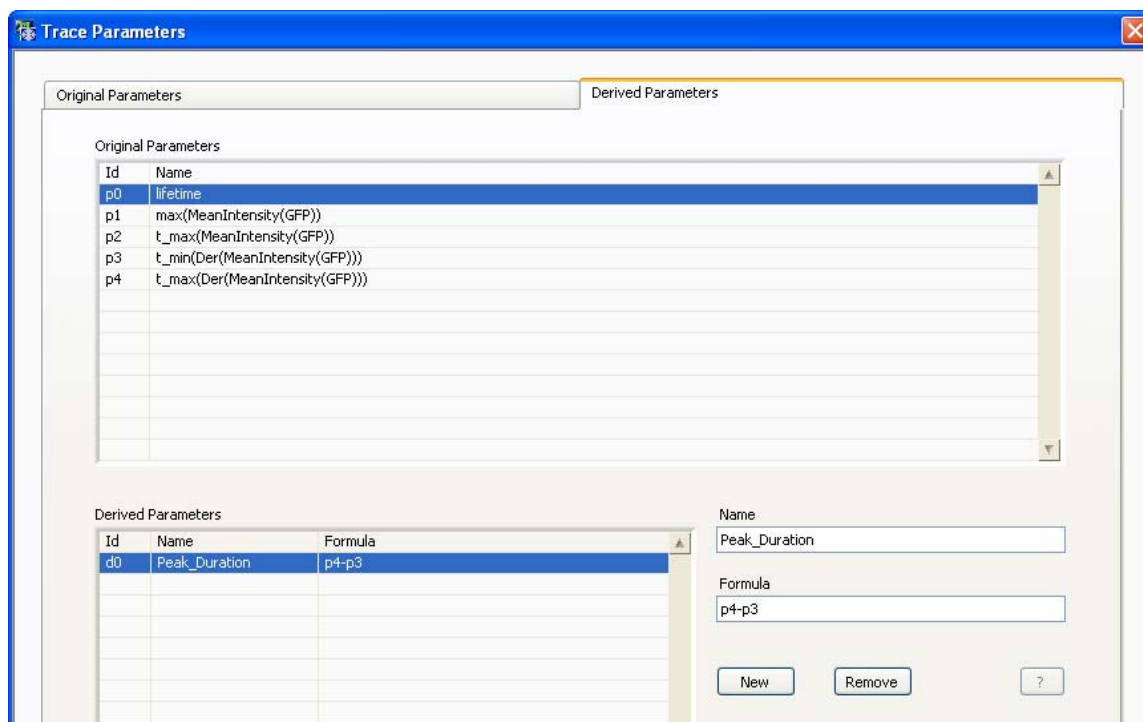 Trace Parameters
Original Parameters Derived Parameters
Original Parameters
Id Name
p0 lifetime
p1 max(MeanIntensity(GFP))
p2 t_max(MeanIntensity(GFP))
p3 t_min(Der(MeanIntensity(GFP)))
p4 t_max(Der(MeanIntensity(GFP)))
Derived Parameters Name
Id Name Formula Peak_Duration
d0 Peak_Duration p4-p3
Formula
p4-p3
New Remove ?